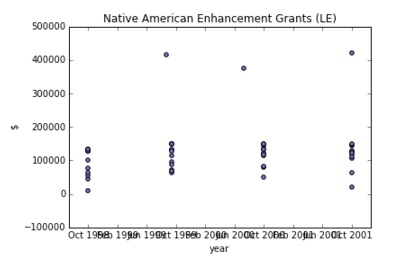 Native American Enhancement Grants (LE)
500000
400000
300000
200000
100000
0
-100000
$
Oct 1998 Feb 1999 Jun 1999 Oct 1999 Feb 2000 Jun 2000 Oct 2000 Feb 2001 Jun 2001 Oct 2001
year